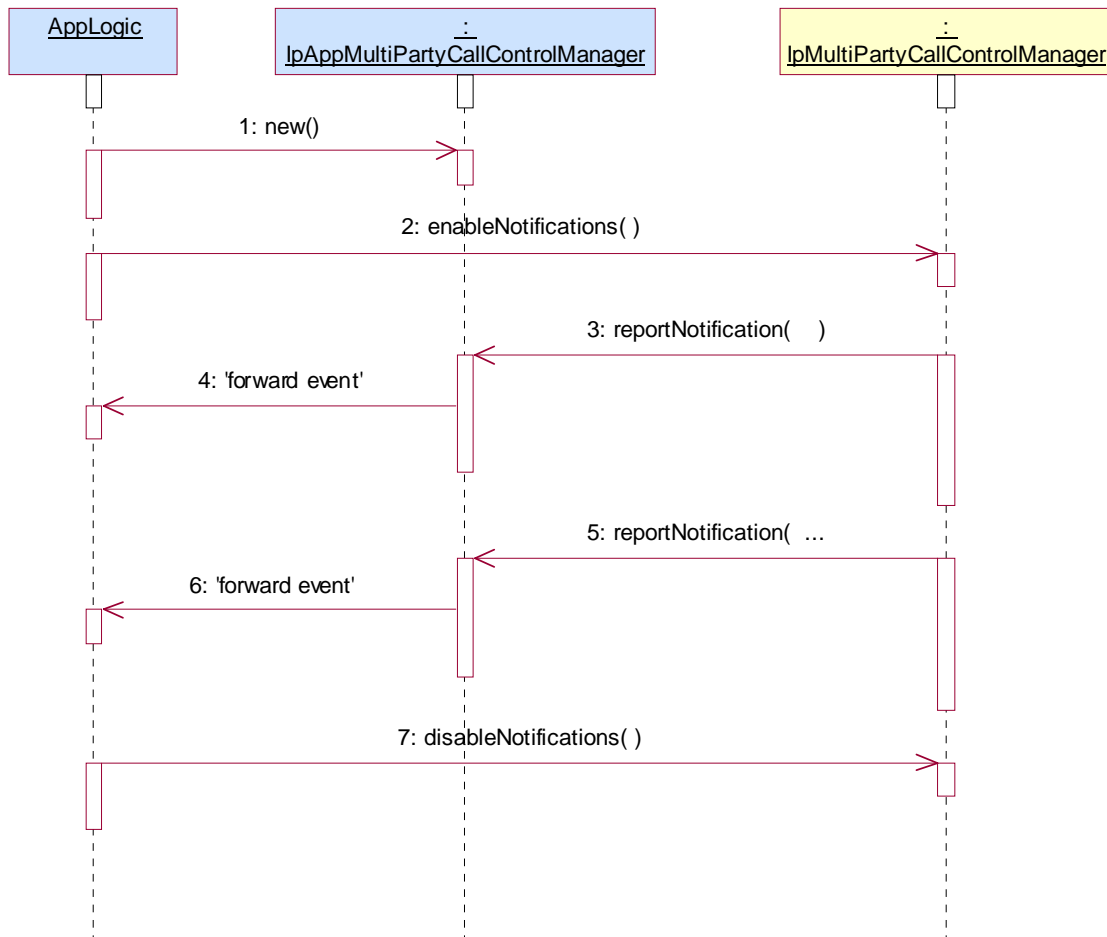 AppLogic
:
IpAppMultiPartyCallControlManager
:
IpMultiPartyCallControlManager
1: new()
2: enableNotifications( )
3: reportNotification(    )
4: 'forward event'
5: reportNotification(  ...
6: 'forward event'
7: disableNotifications( )